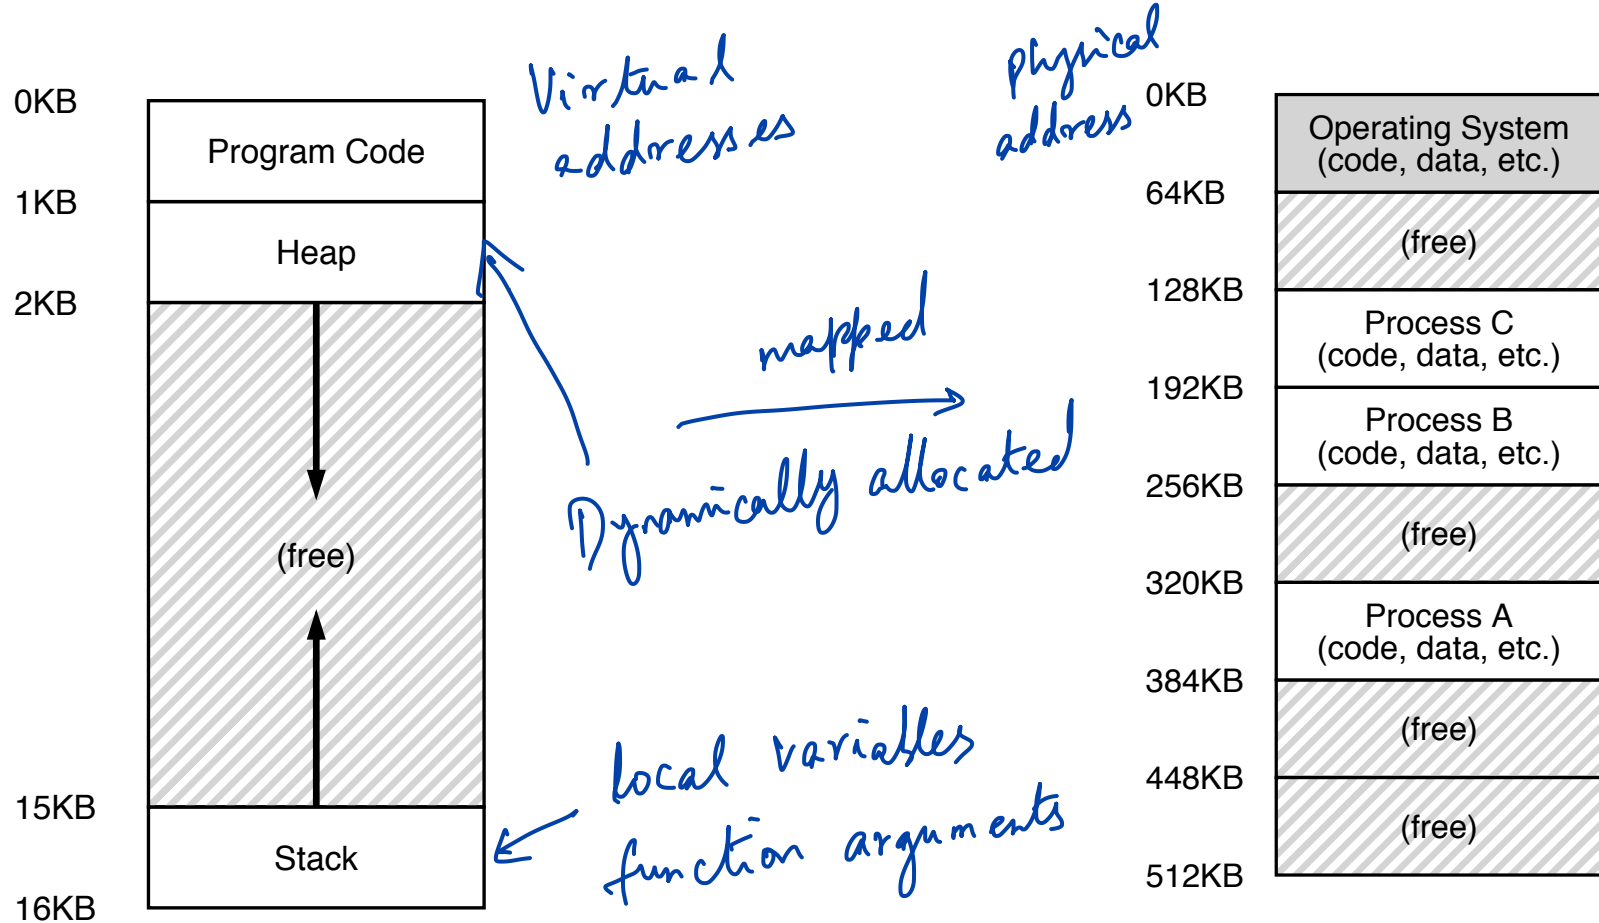 0KB
Program Code
1KB
Heap
2KB
(free)
15KB
Stack
16KB
Virtual
addresses
mapped
Dynamically allocated
local variables
function arguments
physical
address
0KB
Operating System
(code, data, etc.)
64KB
(free)
128KB
Process C
(code, data, etc.)
192KB
Process B
(code, data, etc.)
256KB
(free)
320KB
Process A
(code, data, etc.)
384KB
(free)
448KB
(free)
512KB